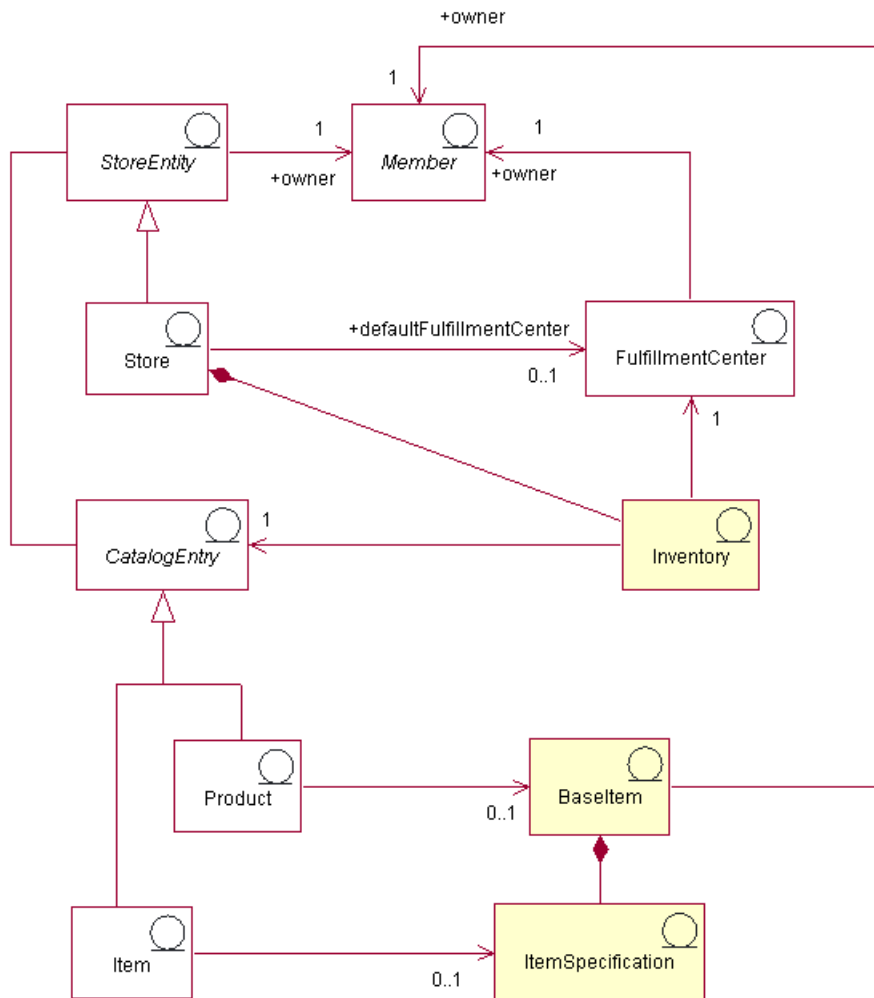 +owner
1
StoreEntity
1
+owner
Member
1
+owner
Store
+defaultFulfillmentCenter
0..1
FulfillmentCenter
1
CatalogEntry
1
Inventory
Product
0..1
BaseItem
Item
0..1
ItemSpecification